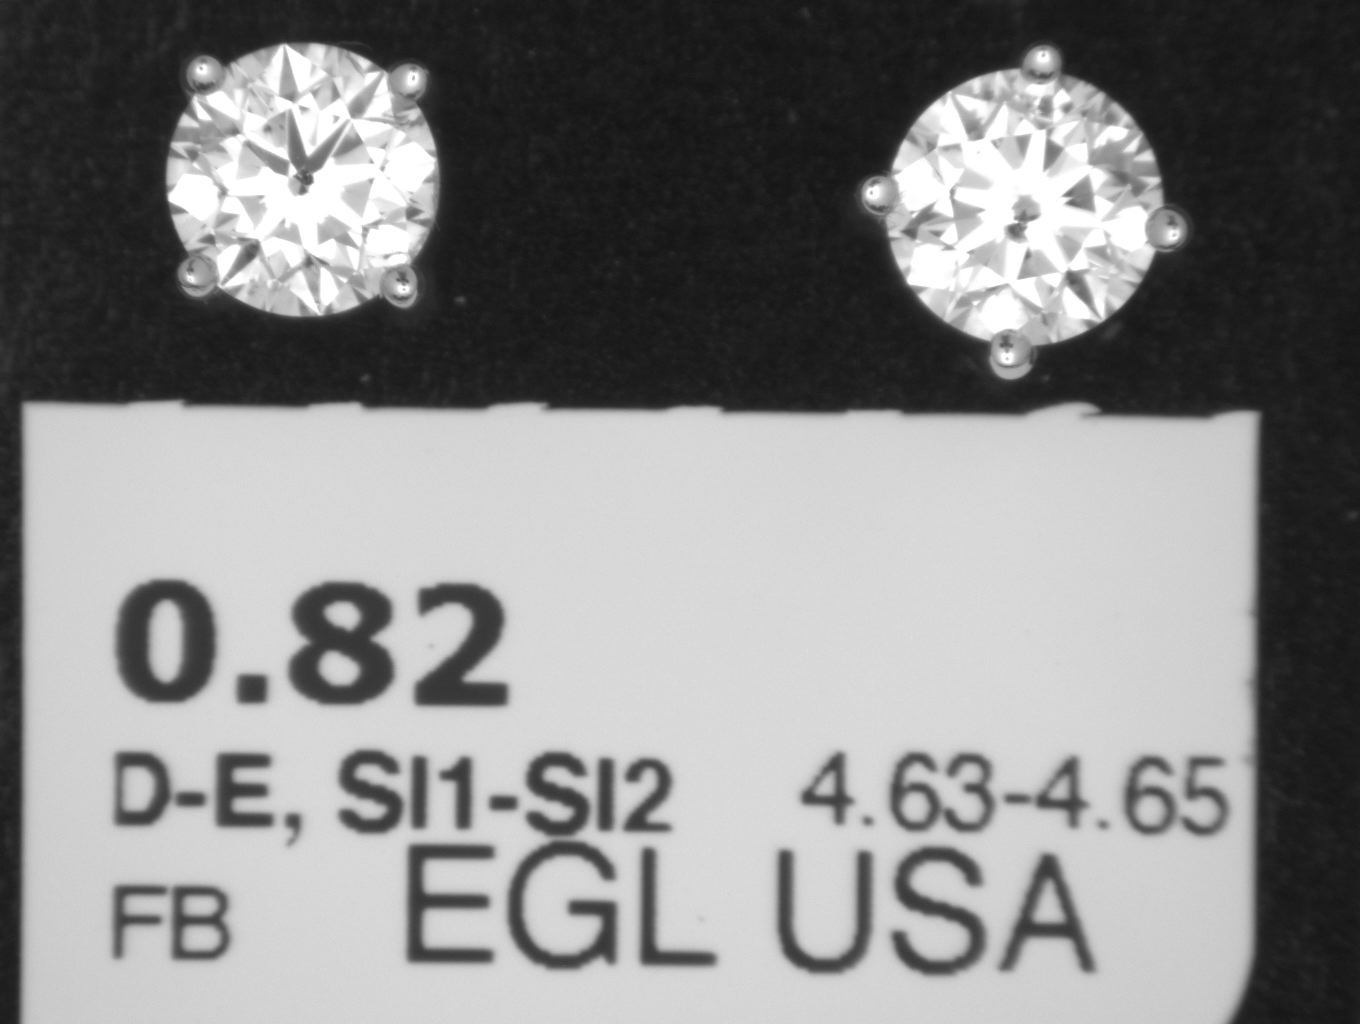 0.82
D-E, SI1-SI2 4.63-4.65
FB EGL USA